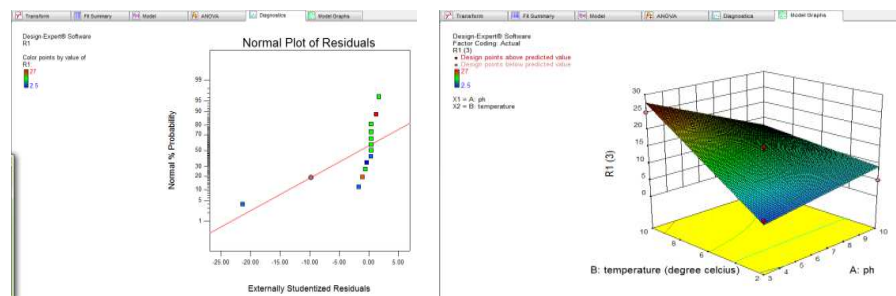 Transform
Fit Summary
Model
ANOVA
Diagnostics
Model Graphs
Design-Expert® Software
R1
Color points by value of
R1:
27
2.5
Normal Plot of Residuals
Normal % Probability
99
95
90
80
70
50
30
20
10
5
1
-25.00 -20.00 -15.00 -10.00 -5.00 0.00 5.00
Externally Studentized Residuals
Transform
Fit Summary
Model
ANOVA
Diagnostics
Model Graphs
Design-Expert® Software
Factor Coding: Actual
R1 (3)
Design points above predicted value
Design points below predicted value
27
2.5
X1 = A: ph
X2 = B: temperature
R1 (3)
30
25
20
15
10
5
0
10 8 6 4 2
3 4 5 6 7 8 9 10
B: temperature (degree celcius)
A: ph